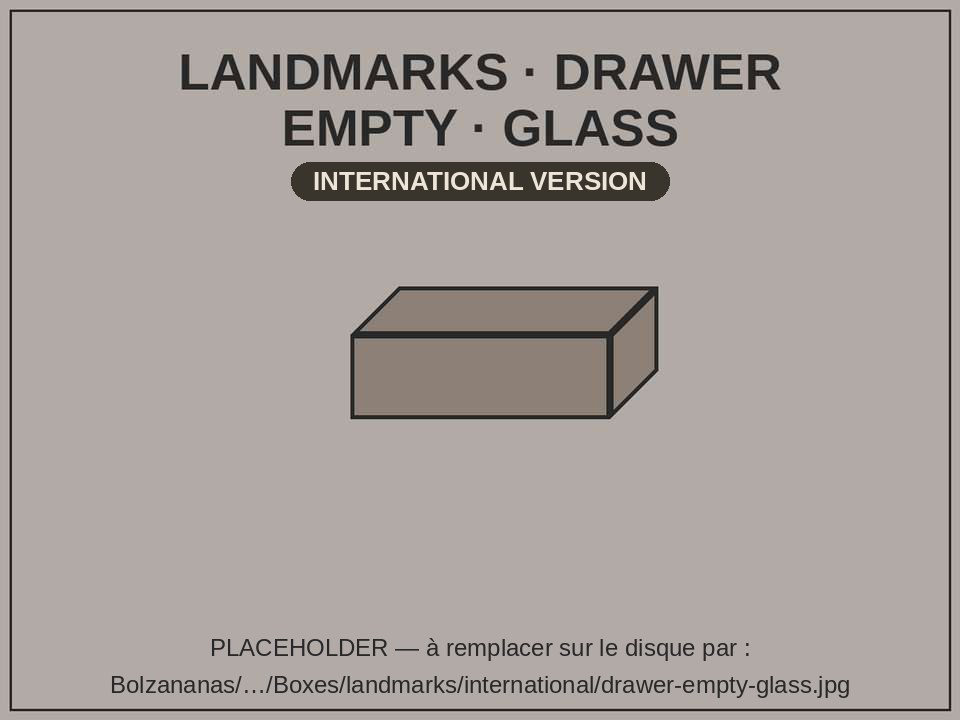 LANDMARKS · DRAWER
EMPTY · GLASS
INTERNATIONAL VERSION
PLACEHOLDER — à remplacer sur le disque par :
Bolzananas/…/Boxes/landmarks/international/drawer-empty-glass.jpg